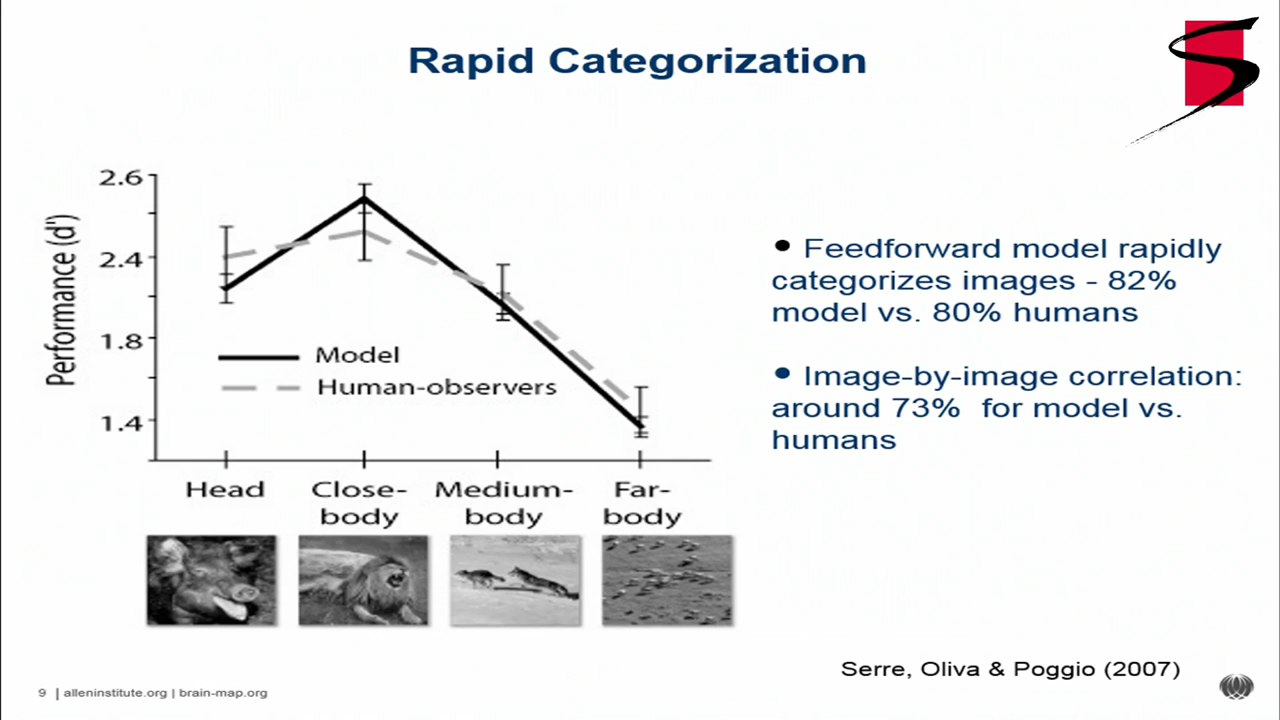 Rapid Categorization
2.6
2.4
1.8
1.4
Performance (d')
Model
Human-observers
Head
Close-
body
Medium-
body
Far-
body
• Feedforward model rapidly
categorizes images - 82%
model vs. 80% humans
• Image-by-image correlation:
around 73% for model vs.
humans
Serre, Oliva & Poggio (2007)
9 | alleninstitute.org | brain-map.org